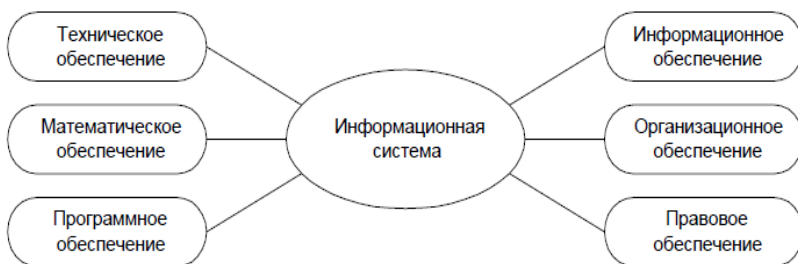 Техническое
обеспечение
Математическое
обеспечение
Программное
обеспечение
Информационная
система
Информационное
обеспечение
Организационное
обеспечение
Правовое
обеспечение